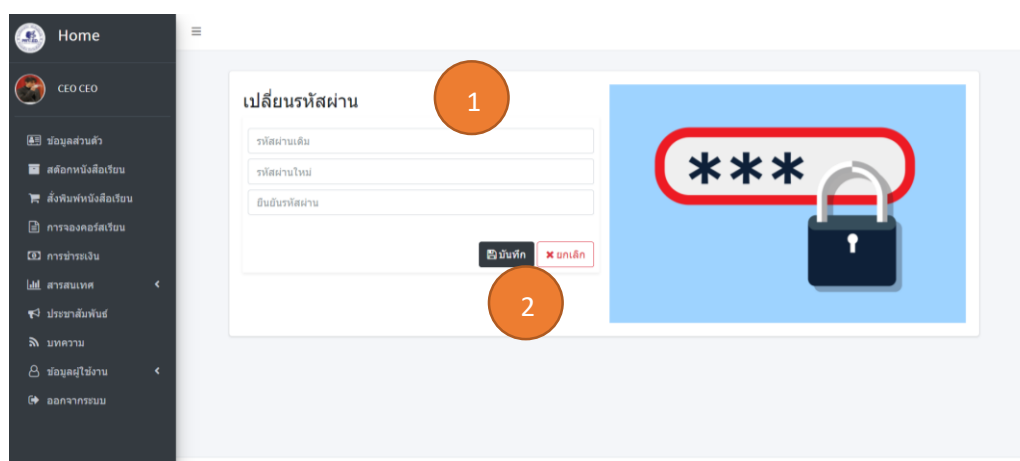 Home
CEO CEO
ข้อมูลส่วนตัว
สต๊อกหนังสือเรียน
สั่งพิมพ์หนังสือเรียน
การจองคอร์สเรียน
การชำระเงิน
สารสนเทศ
ประชาสัมพันธ์
บทความ
ข้อมูลผู้ใช้งาน
ออกจากระบบ
เปลี่ยนรหัสผ่าน
1
รหัสผ่านเดิม
รหัสผ่านใหม่
ยืนยันรหัสผ่าน
บันทึก ยกเลิก
2
***